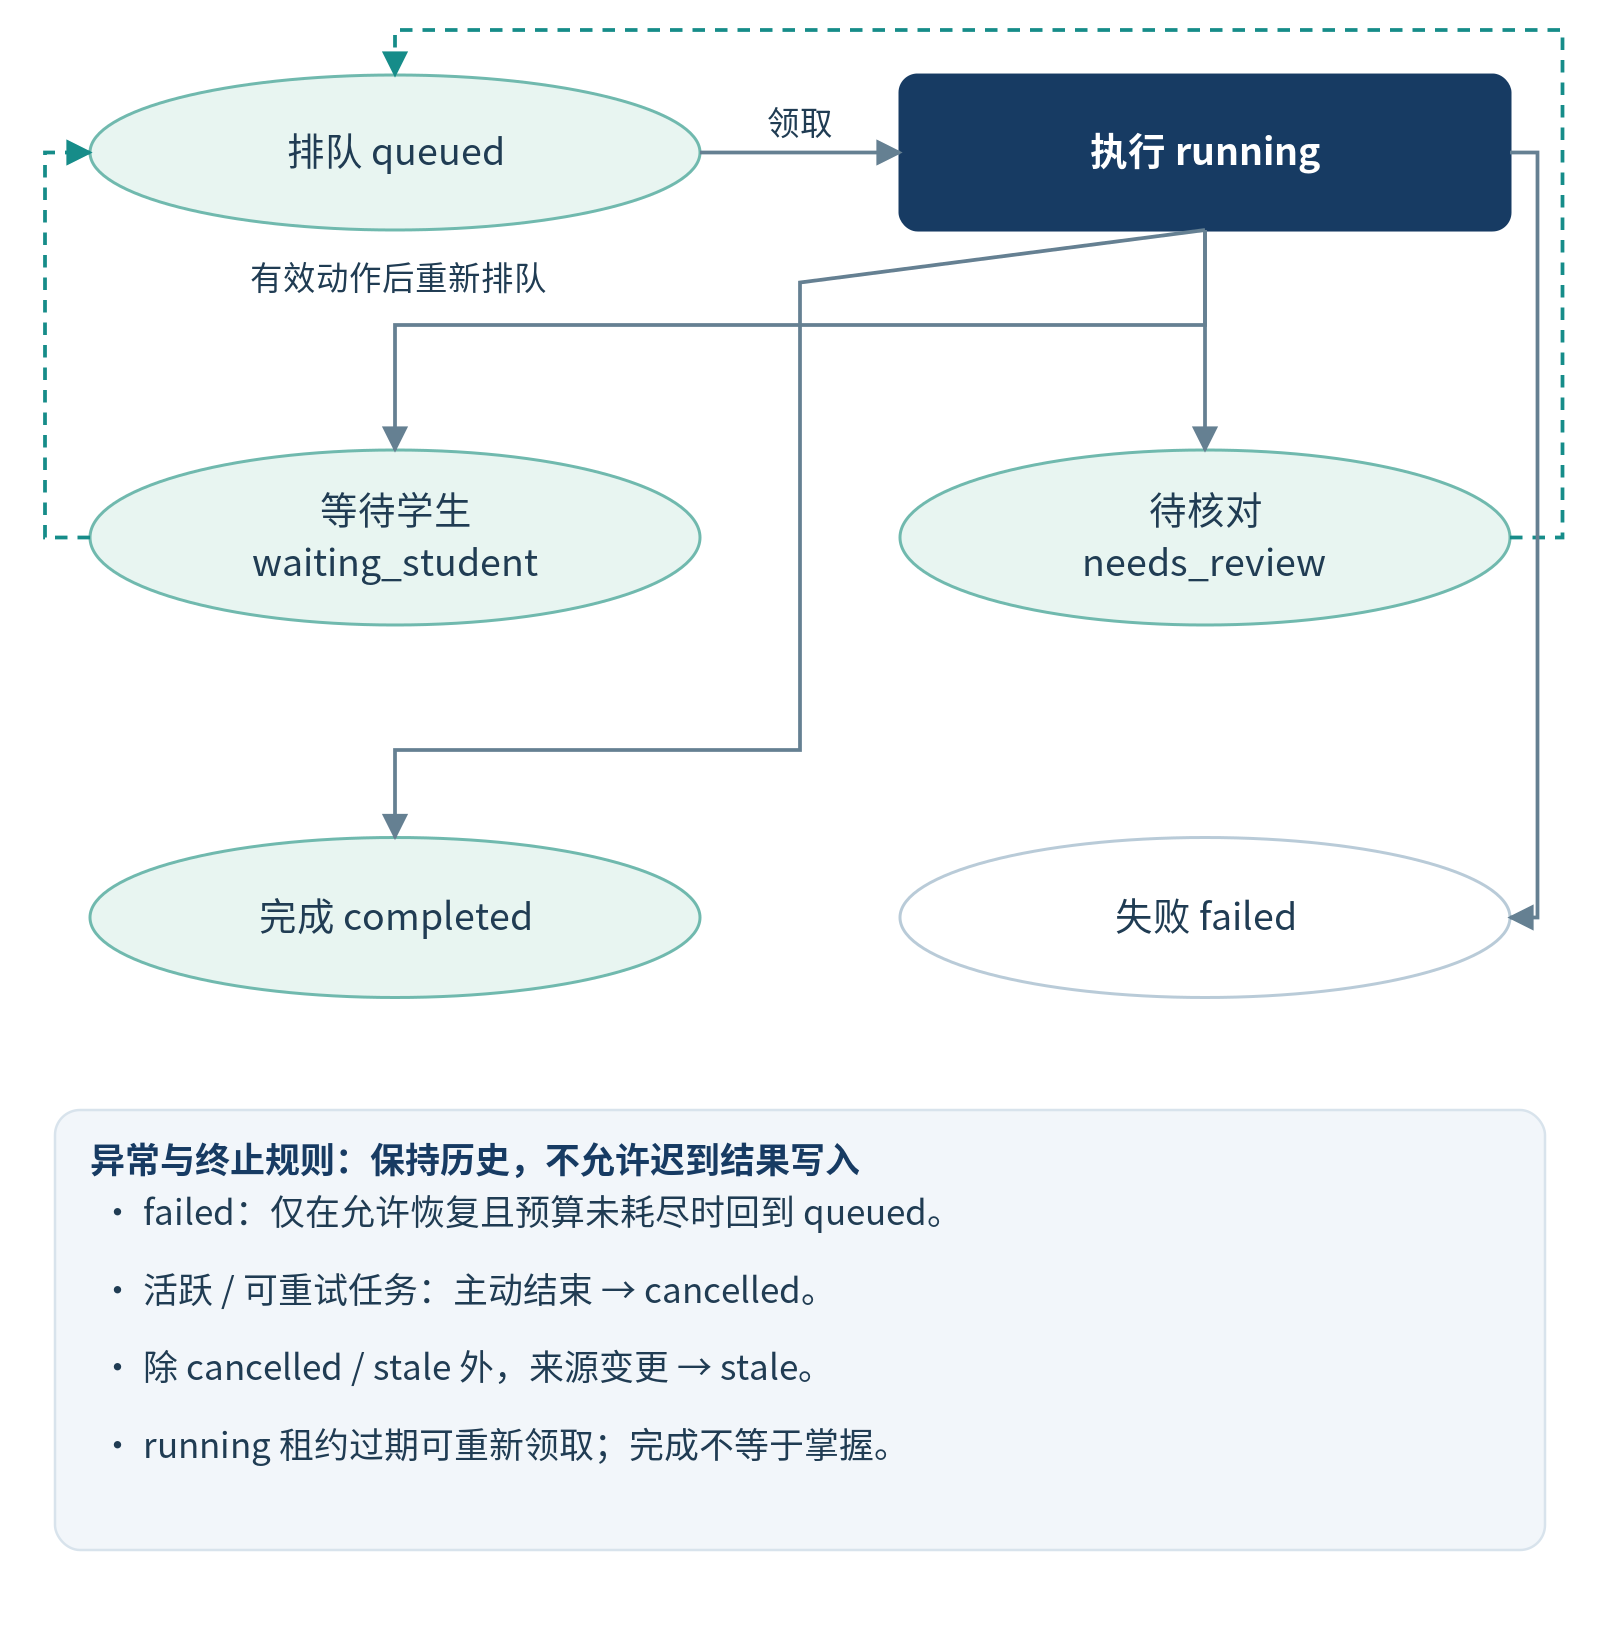 排队 queued
领取
执行 running
有效动作后重新排队
等待学生
waiting_student
待核对
needs_review
完成 completed
失败 failed
异常与终止规则：保持历史，不允许迟到结果写入
· failed：仅在允许恢复且预算未耗尽时回到 queued。
· 活跃 / 可重试任务：主动结束 → cancelled。
· 除 cancelled / stale 外，来源变更 → stale。
· running 租约过期可重新领取；完成不等于掌握。